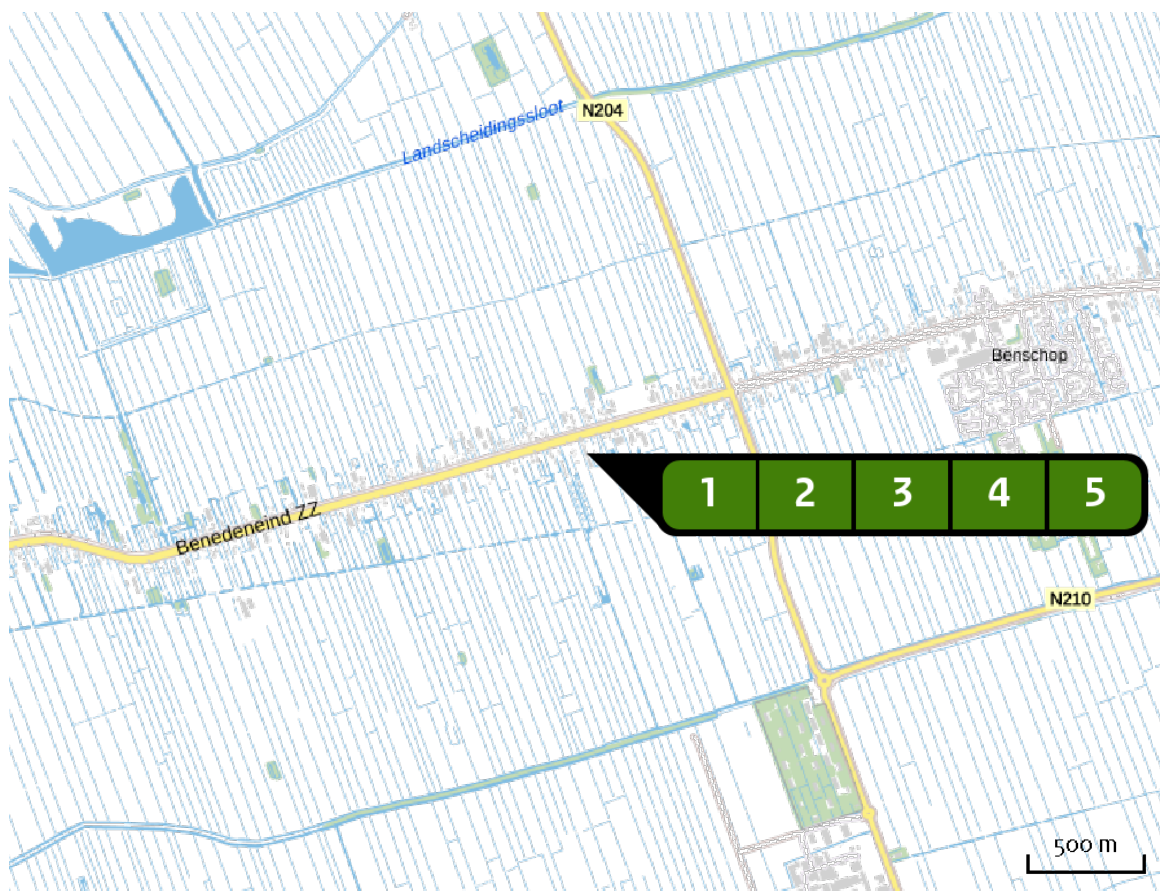 N204
Landscheidingssloot
Benschop
1 2 3 4 5
Benedeneind ZZ
N210
500 m